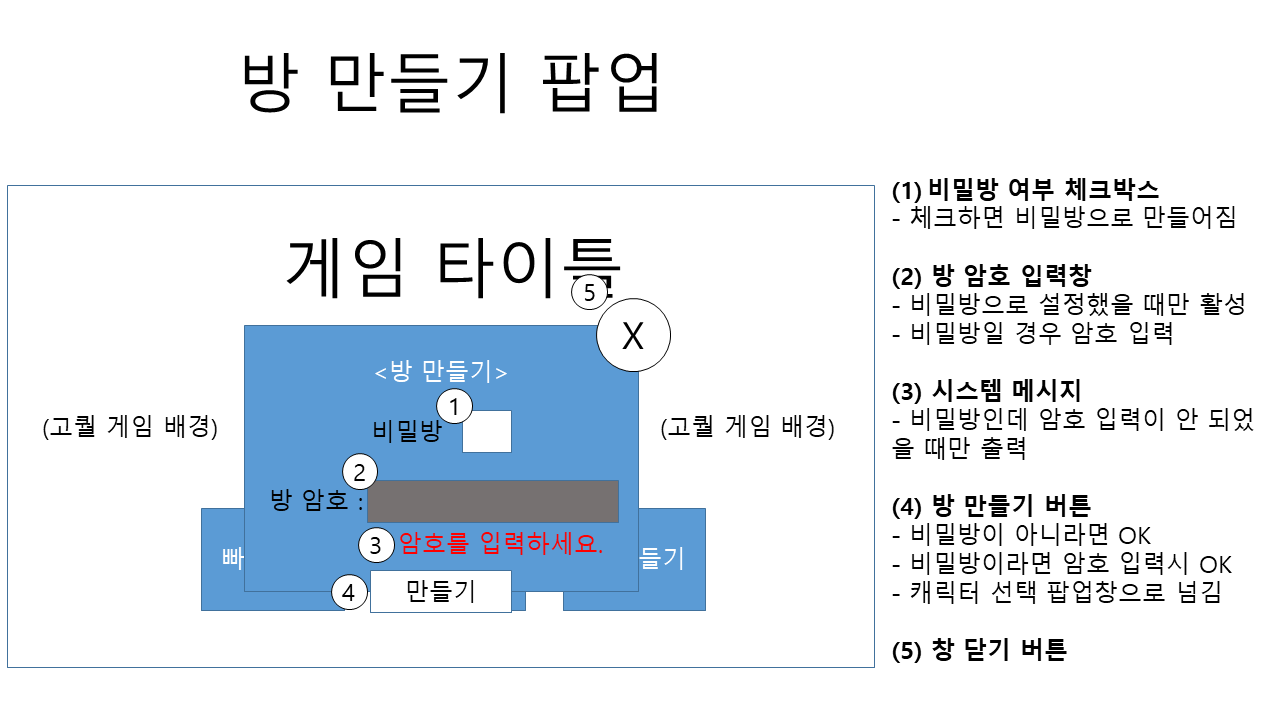 방 만들기 팝업
게임 타이틀
5
X
<방 만들기>
1
비밀방
(고퀄 게임 배경)
(고퀄 게임 배경)
2
방 암호 :
3
암호를 입력하세요.
빠
들기
4
만들기
(1) 비밀방 여부 체크박스
- 체크하면 비밀방으로 만들어짐
(2) 방 암호 입력창
- 비밀방으로 설정했을 때만 활성
- 비밀방일 경우 암호 입력
(3) 시스템 메시지
- 비밀방인데 암호 입력이 안 되었
을 때만 출력
(4) 방 만들기 버튼
- 비밀방이 아니라면 OK
- 비밀방이라면 암호 입력시 OK
- 캐릭터 선택 팝업창으로 넘김
(5) 창 닫기 버튼